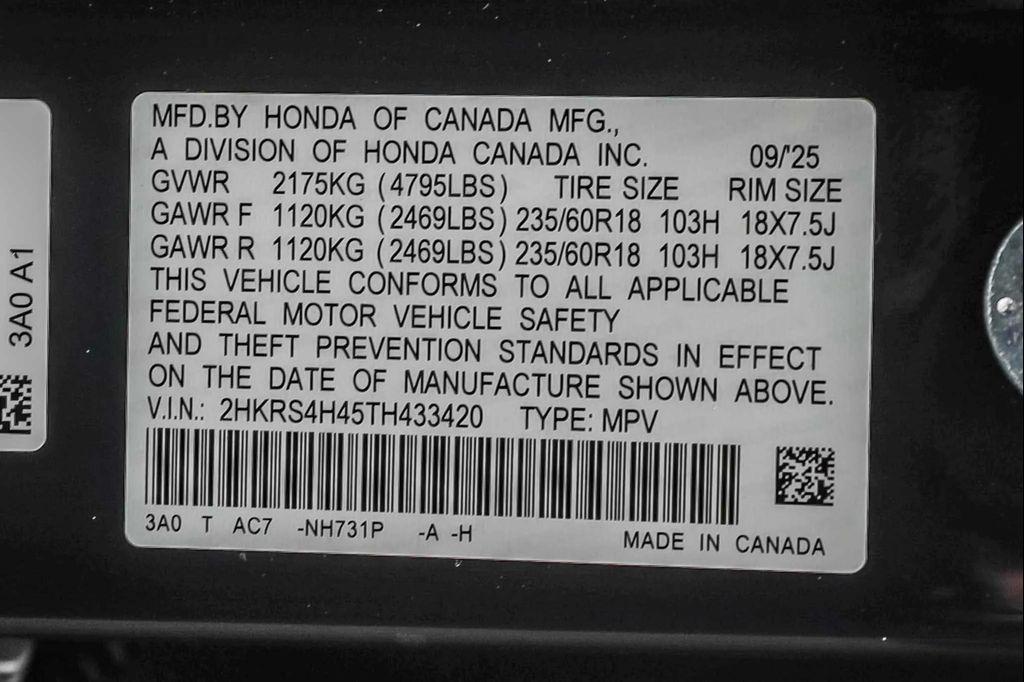 MFD.BY HONDA OF CANADA MFG.,
A DIVISION OF HONDA CANADA INC. 09/'25
GVWR 2175KG (4795LBS) TIRE SIZE RIM SIZE
GAWR F 1120KG (2469LBS) 235/60R18 103H 18X7.5J
GAWR R 1120KG (2469LBS) 235/60R18 103H 18X7.5J
THIS VEHICLE CONFORMS TO ALL APPLICABLE
FEDERAL MOTOR VEHICLE SAFETY
AND THEFT PREVENTION STANDARDS IN EFFECT
ON THE DATE OF MANUFACTURE SHOWN ABOVE.
V.I.N.: 2HKRS4H45TH433420 TYPE: MPV
3A0 T AC7 -NH731P -A -H MADE IN CANADA
3A0 A1